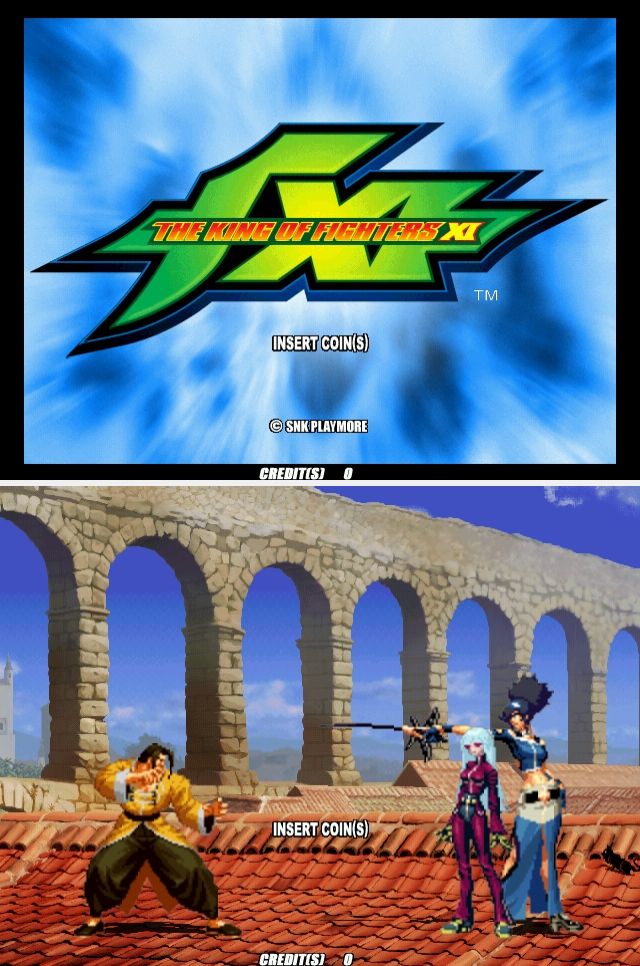 THE KING OF FIGHTERS XI
TM
INSERT COIN(S)
© SNK PLAYMORE
CREDIT(S) 0
INSERT COIN(S)
CREDIT(S) 0